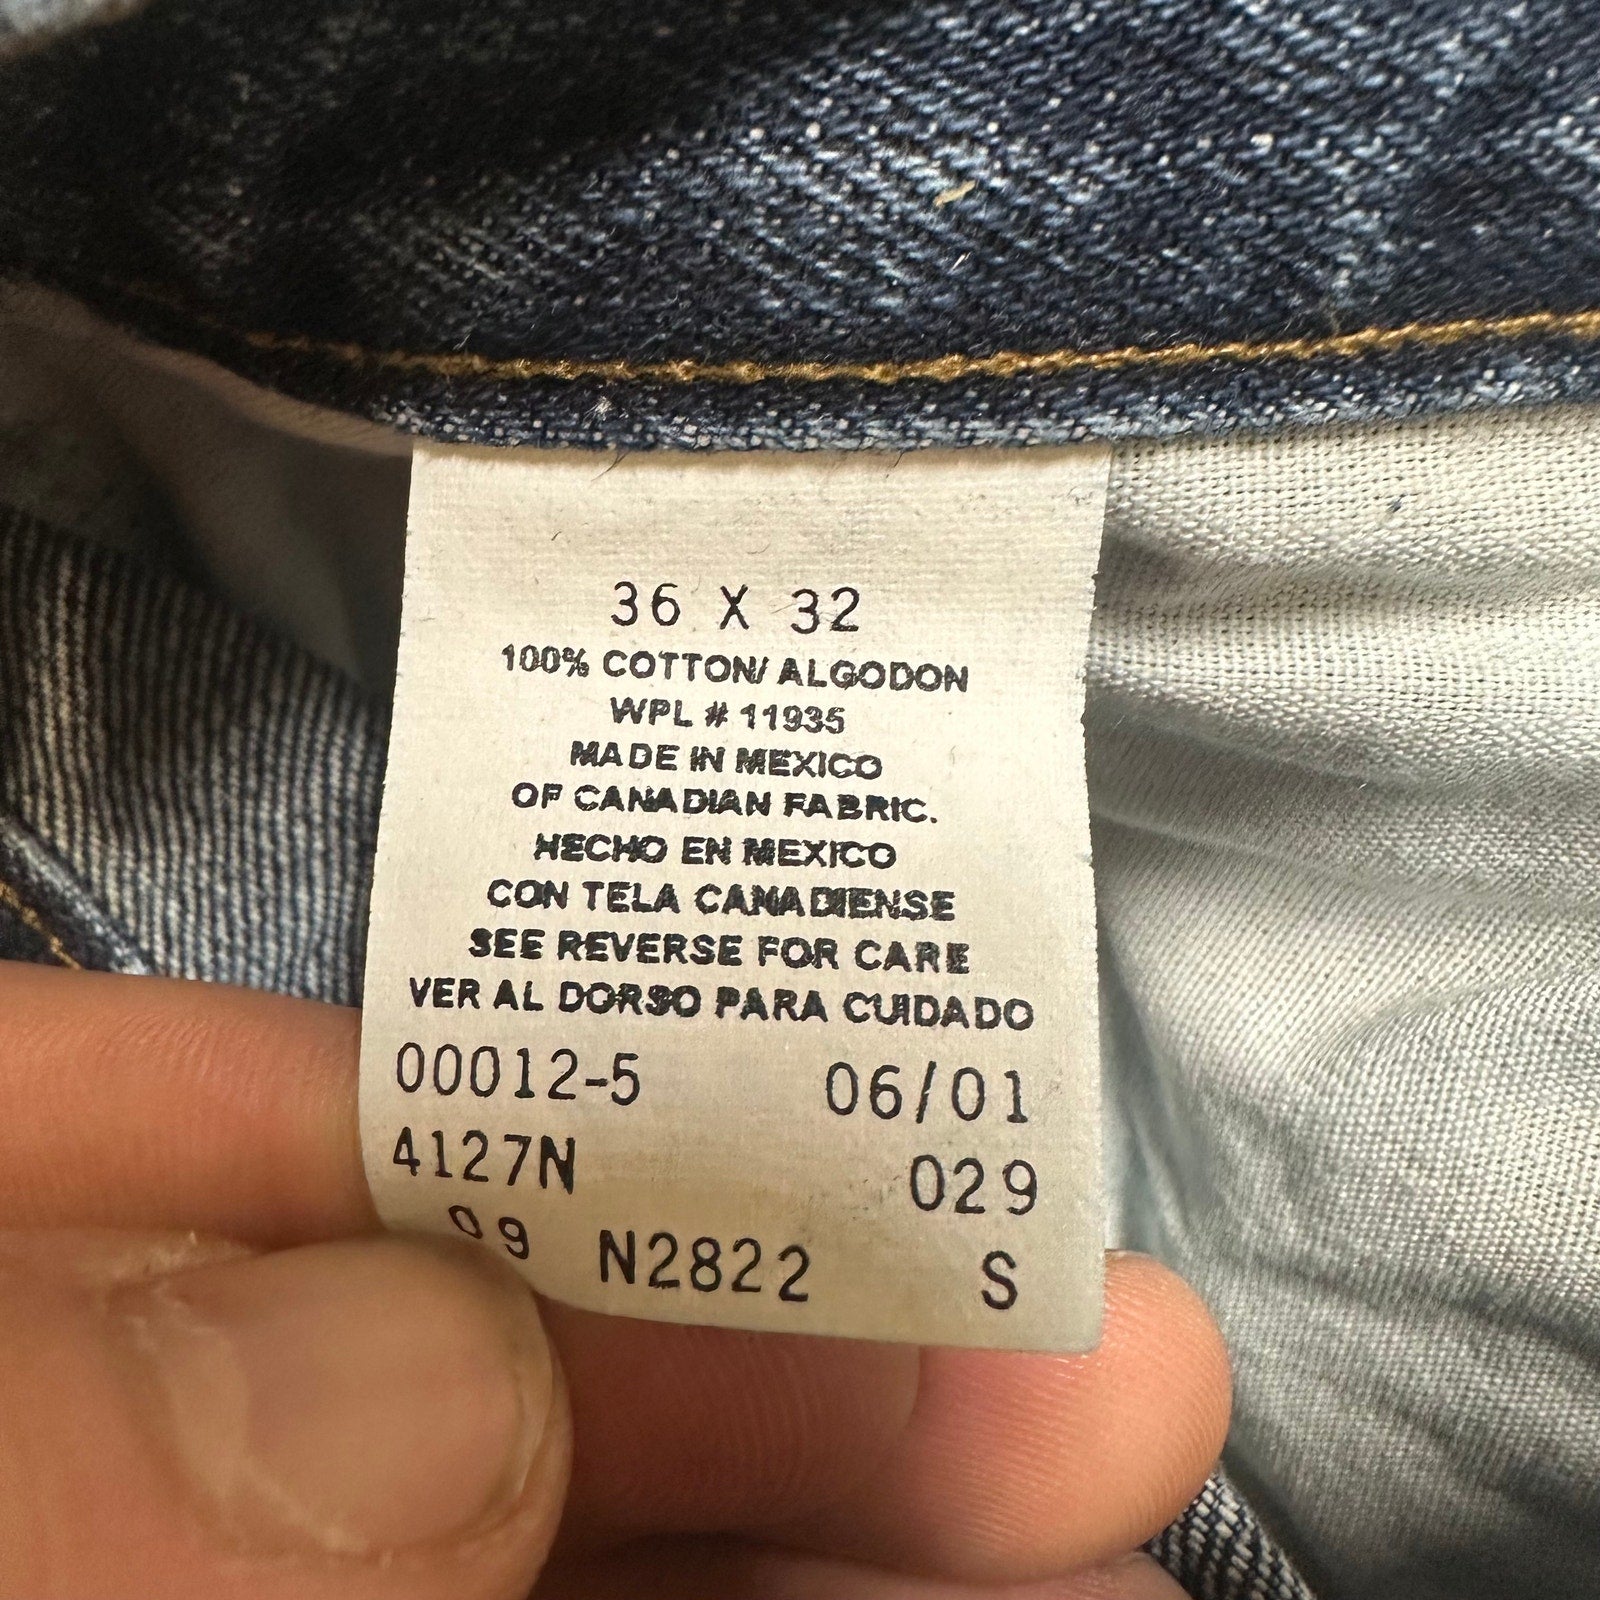 36 X 32
100% COTTON/ ALGODON
WPL # 11935
MADE IN MEXICO
OF CANADIAN FABRIC.
HECHO EN MEXICO
CON TELA CANADIENSE
SEE REVERSE FOR CARE
VER AL DORSO PARA CUIDADO
00012-5 06/01
4127N 029
09 N2822 S